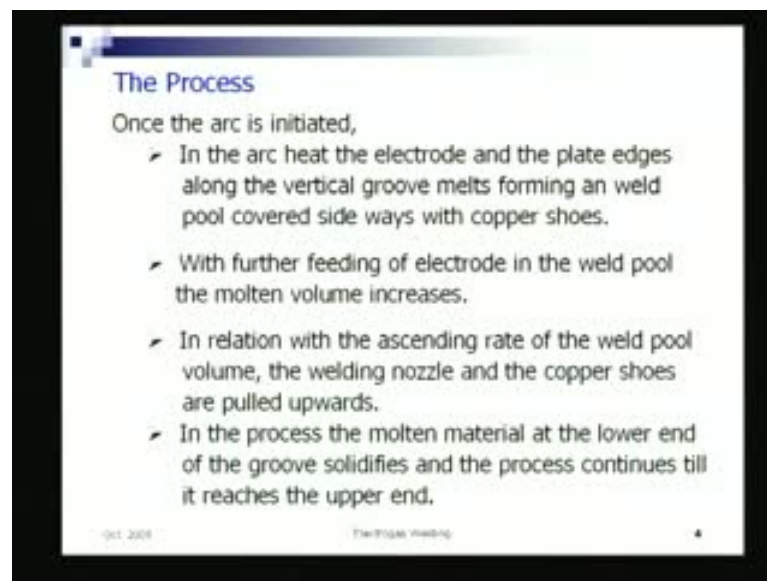 The Process
Once the arc is initiated,
In the arc heat the electrode and the plate edges
along the vertical groove melts forming an weld
pool covered side ways with copper shoes.
With further feeding of electrode in the weld pool
the molten volume increases.
In relation with the ascending rate of the weld pool
volume, the welding nozzle and the copper shoes
are pulled upwards.
In the process the molten material at the lower end
of the groove solidifies and the process continues till
it reaches the upper end.
Electrogas Welding
4